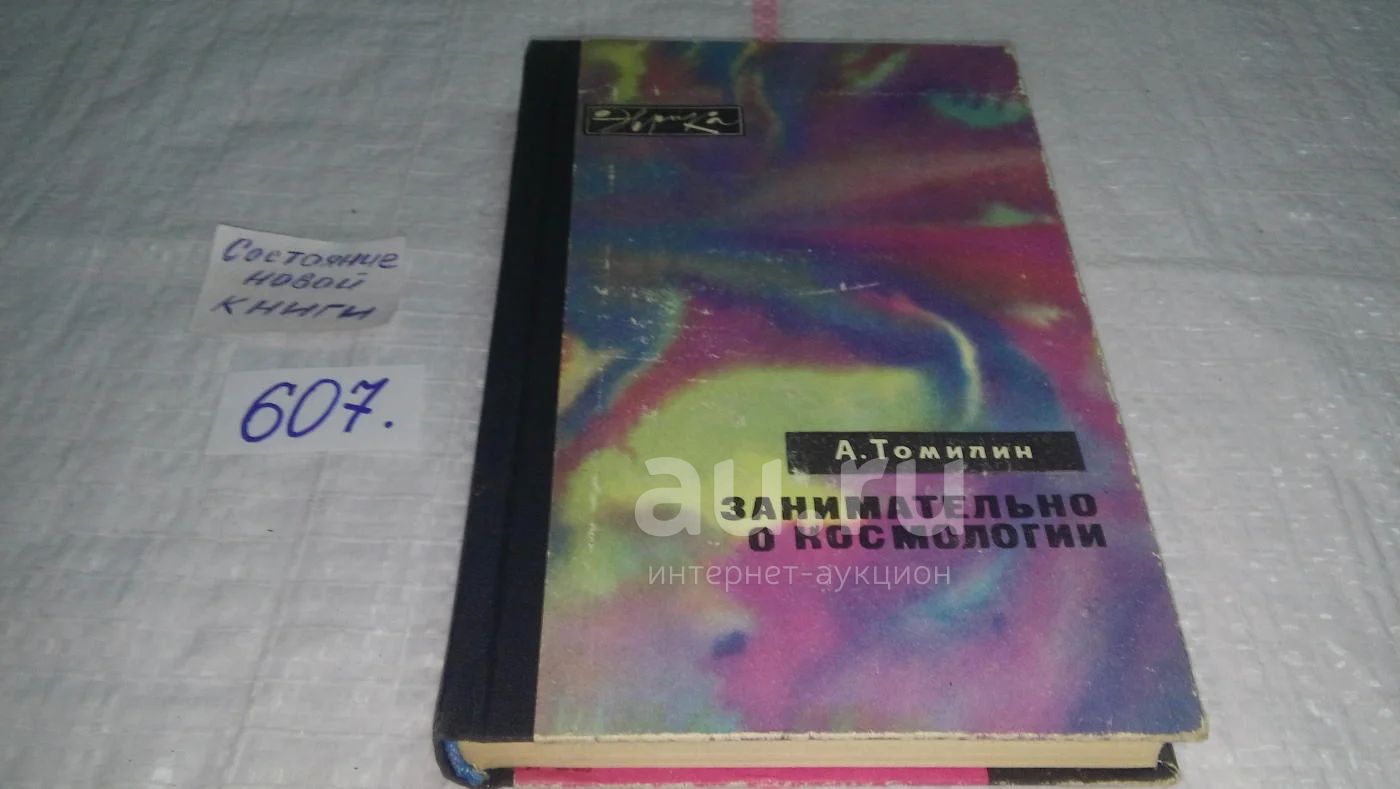 Эврика
Состояние
новой
книги
607.
А. Томилин
ЗАНИМАТЕЛЬНО
О КОСМОЛОГИИ
au.ru
интернет-аукцион